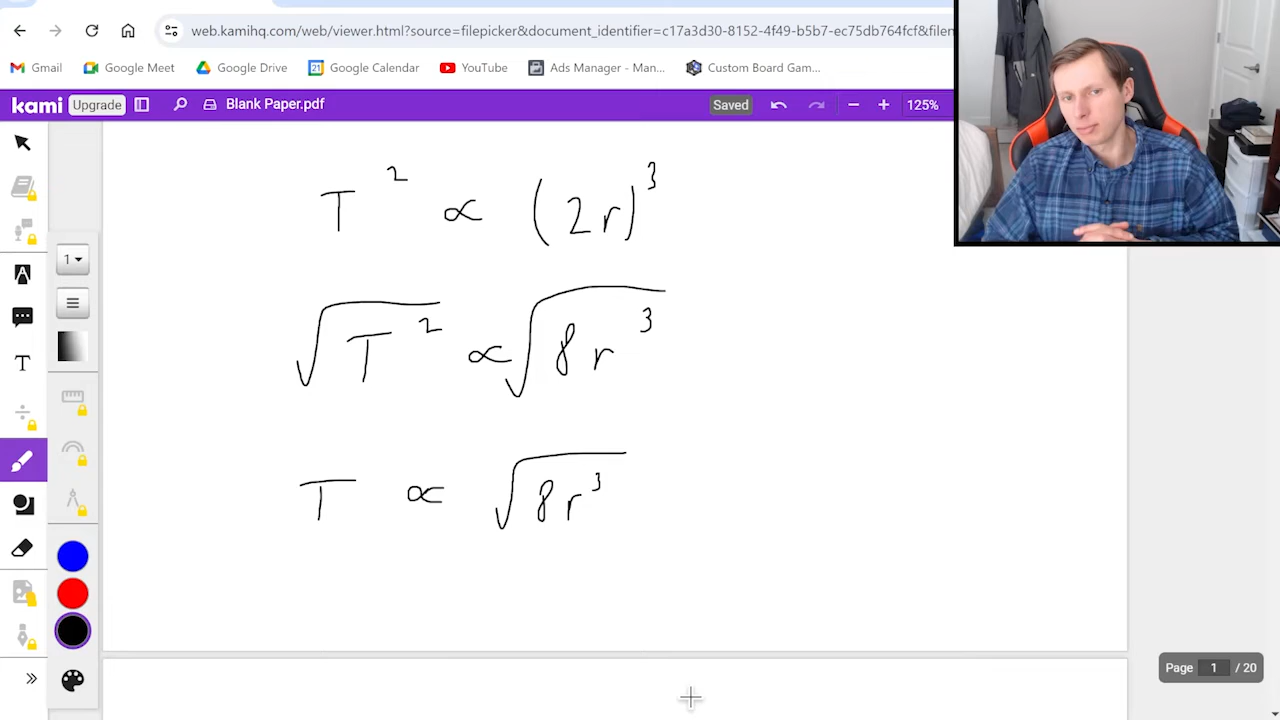 web.kamihq.com/web/viewer.html?source=filepicker&document_identifier=c17a3d30-8152-4f49-b5b7-ec75db764fcf&filen
Gmail Google Meet Google Drive 21 Google Calendar YouTube Ads Manager - Man... Custom Board Gam...
kami Upgrade Blank Paper.pdf Saved 125%
T² ∝ (2r)³
1
√T² ∝ √8r³
T
T ∝ √8r³
Page 1 / 20